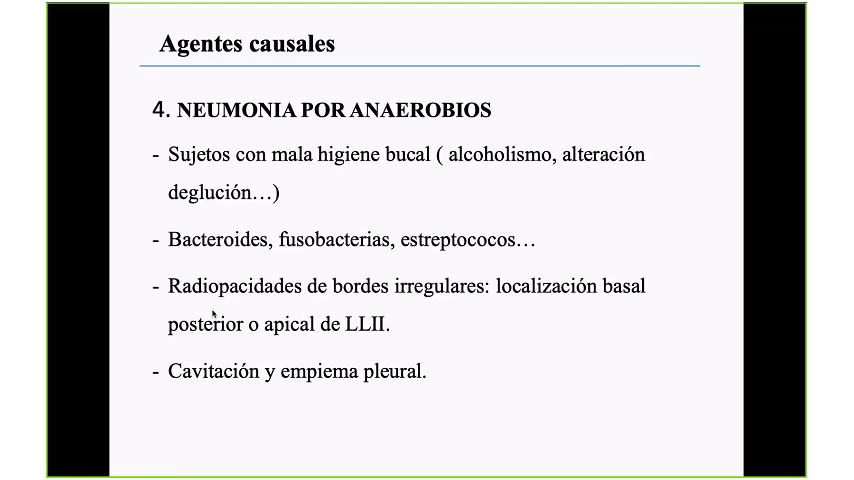 Agentes causales
4. NEUMONIA POR ANAEROBIOS
- Sujetos con mala higiene bucal ( alcoholismo, alteración
deglución…)
- Bacteroides, fusobacterias, estreptococos…
- Radiopacidades de bordes irregulares: localización basal
posterior o apical de LLII.
- Cavitación y empiema pleural.